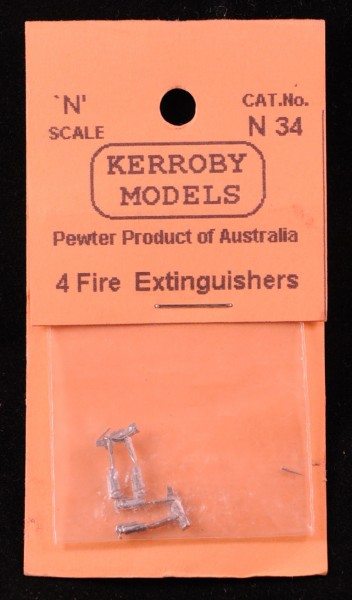 'N'
SCALE
CAT.No.
N 34
KERROBY
MODELS
Pewter Product of Australia
4 Fire Extinguishers